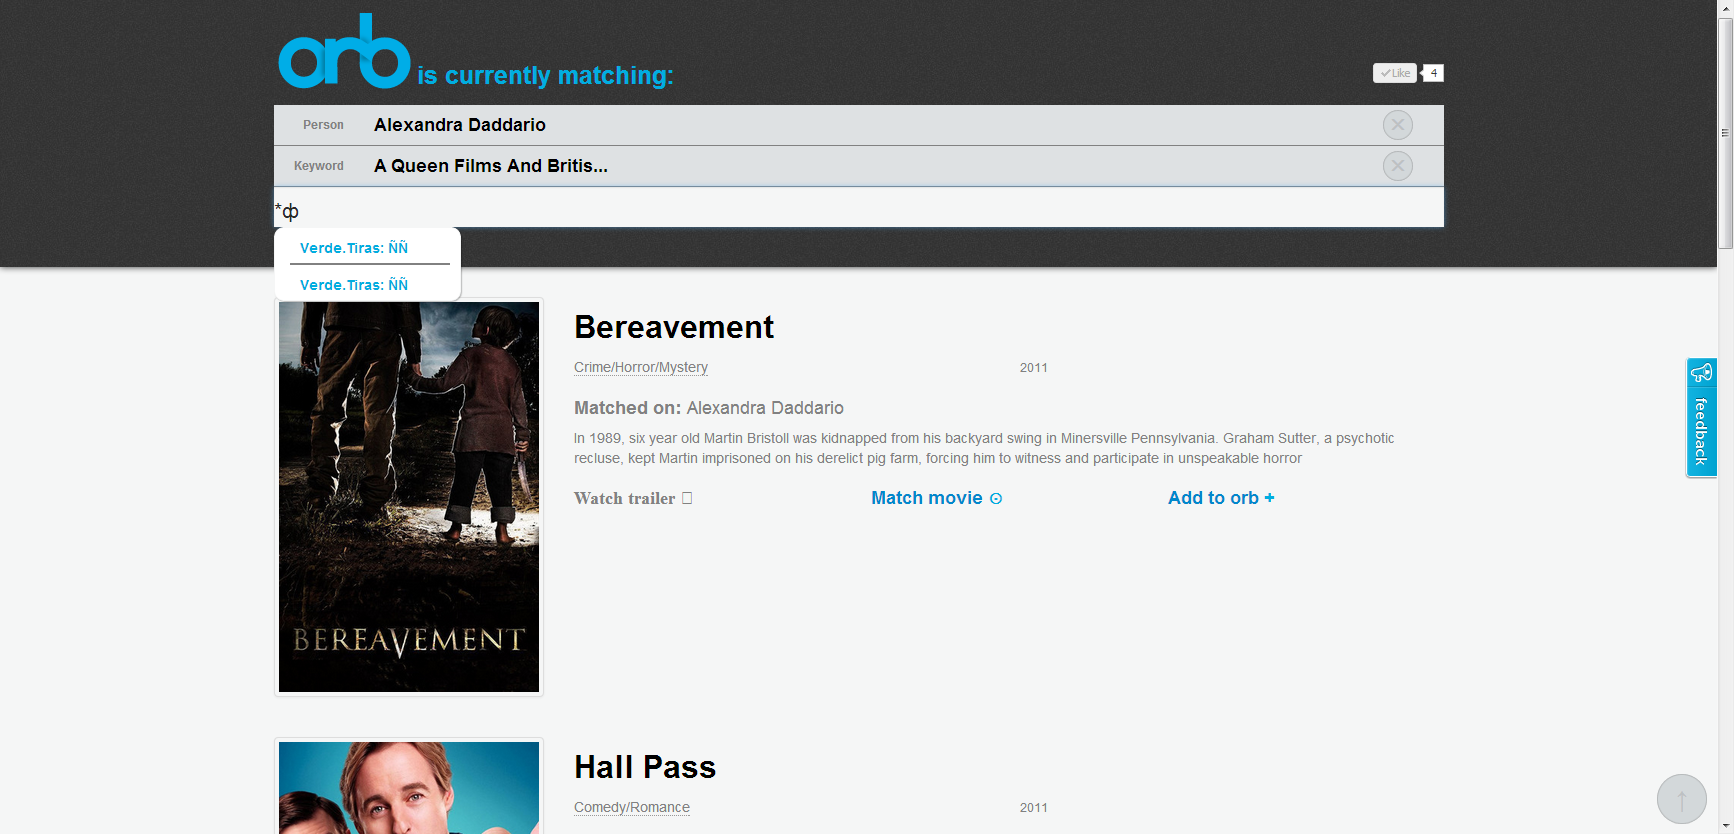 orb is currently matching:
Like 4
Person Alexandra Daddario
Keyword A Queen Films And Britis...
*ф
Verde.Tiras: ÑÑ
Verde.Tiras: ÑÑ
BEREAVEMENT
Bereavement
Crime/Horror/Mystery 2011
Matched on: Alexandra Daddario
In 1989, six year old Martin Bristoll was kidnapped from his backyard swing in Minersville Pennsylvania. Graham Sutter, a psychotic
recluse, kept Martin imprisoned on his derelict pig farm, forcing him to witness and participate in unspeakable horror
Watch trailer Match movie Add to orb +
feedback
Hall Pass
Comedy/Romance 2011